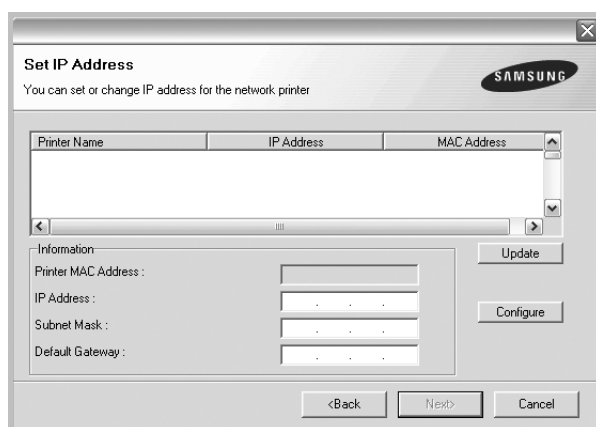 Set IP Address
You can set or change IP address for the network printer
SAMSUNG
Printer Name IP Address MAC Address
Information
Update
Printer MAC Address :
IP Address :
Configure
Subnet Mask :
Default Gateway :
<Back Next> Cancel